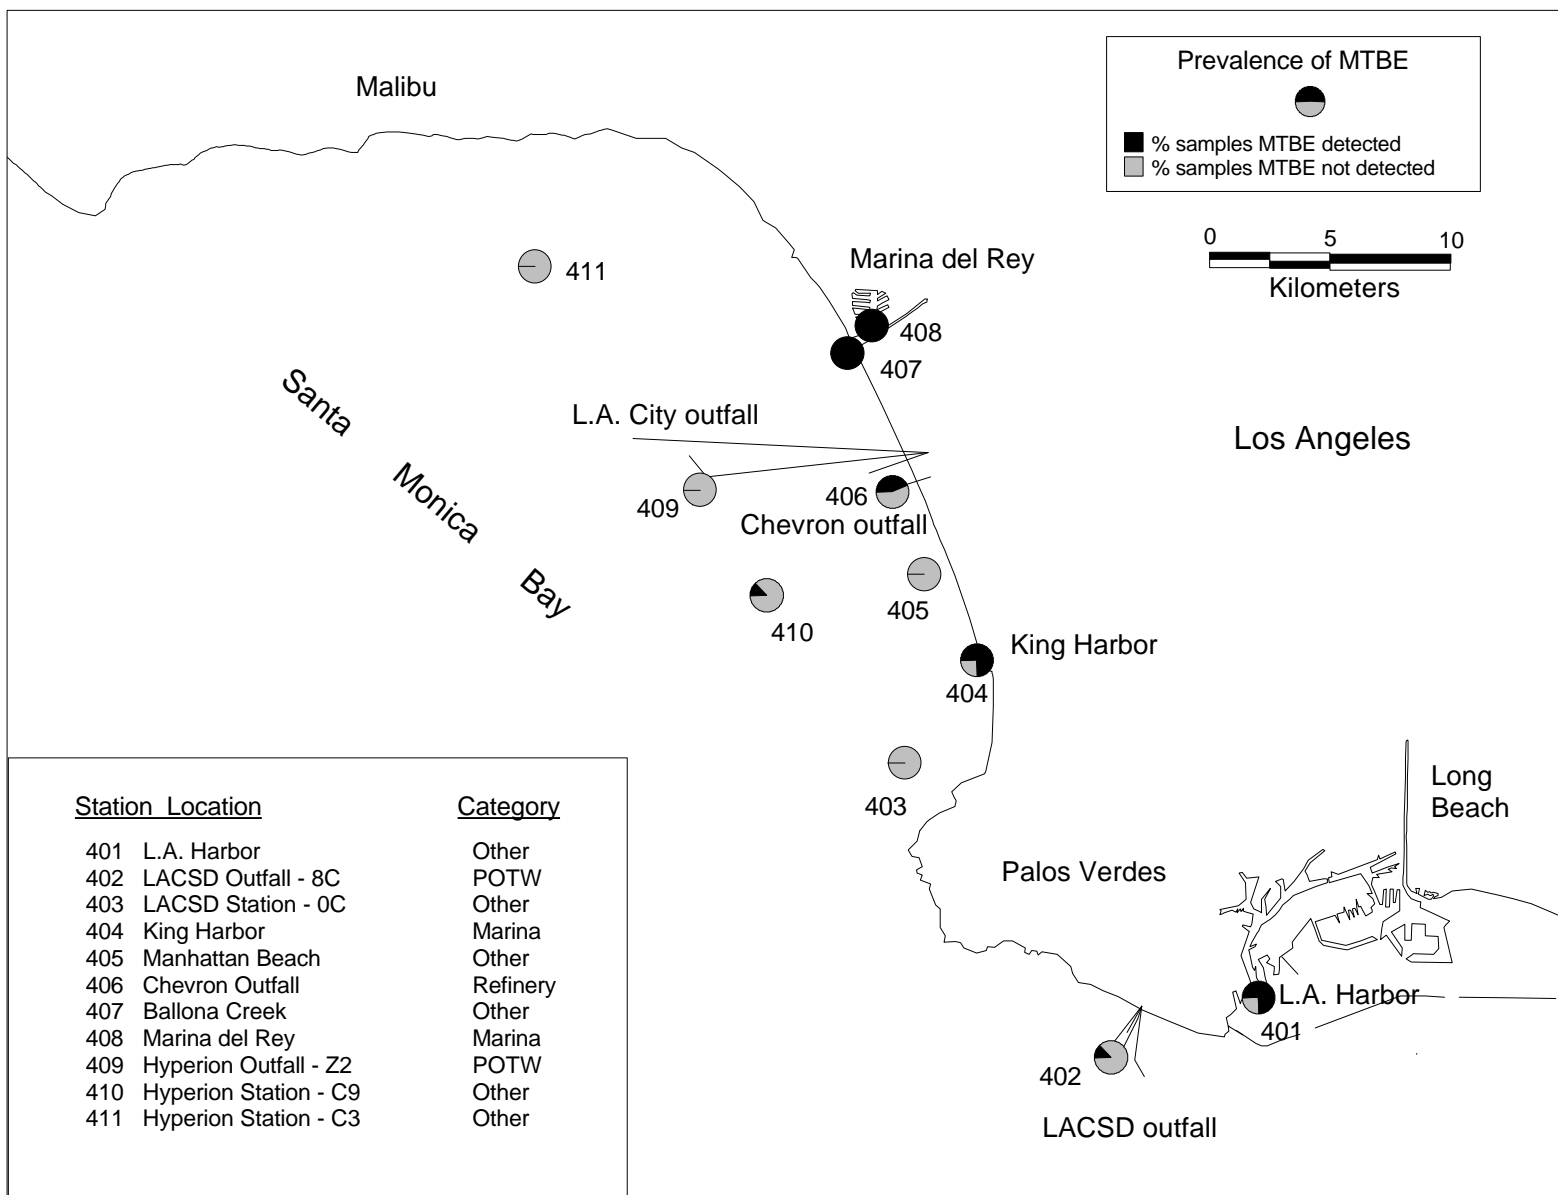 Malibu
Prevalence of MTBE
% samples MTBE detected
% samples MTBE not detected
0 5 10
Kilometers
Marina del Rey
411
408
407
Santa
Monica
Bay
L.A. City outfall
Los Angeles
409
406
Chevron outfall
405
410
King Harbor
404
403
Long
Beach
Palos Verdes
L.A. Harbor
401
402
LACSD outfall
Station Location Category
401 L.A. Harbor Other
402 LACSD Outfall - 8C POTW
403 LACSD Station - 0C Other
404 King Harbor Marina
405 Manhattan Beach Other
406 Chevron Outfall Refinery
407 Ballona Creek Other
408 Marina del Rey Marina
409 Hyperion Outfall - Z2 POTW
410 Hyperion Station - C9 Other
411 Hyperion Station - C3 Other